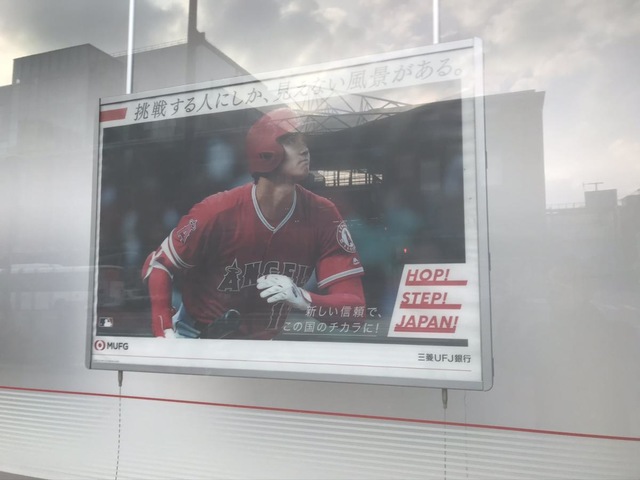 挑戦する人にしか、見えない風景がある。
ANGELS
HOP!
STEP!
JAPAN!
新しい信頼で、
この国のチカラに!
MUFG
三菱UFJ銀行